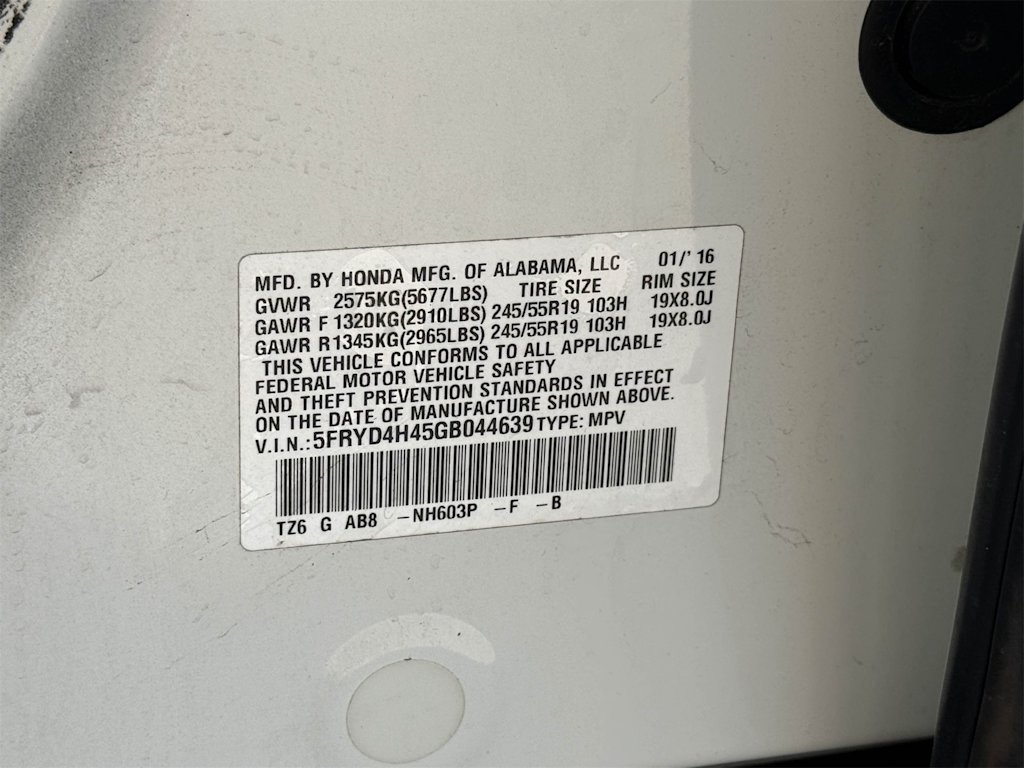 MFD. BY HONDA MFG. OF ALABAMA, LLC 01/' 16
GVWR 2575KG(5677LBS) TIRE SIZE RIM SIZE
GAWR F 1320KG(2910LBS) 245/55R19 103H 19X8.0J
GAWR R1345KG(2965LBS) 245/55R19 103H 19X8.0J
THIS VEHICLE CONFORMS TO ALL APPLICABLE
FEDERAL MOTOR VEHICLE SAFETY
AND THEFT PREVENTION STANDARDS IN EFFECT
ON THE DATE OF MANUFACTURE SHOWN ABOVE.
V.I.N.: 5FRYD4H45GB044639 TYPE: MPV
TZ6 G AB8 -NH603P -F -B